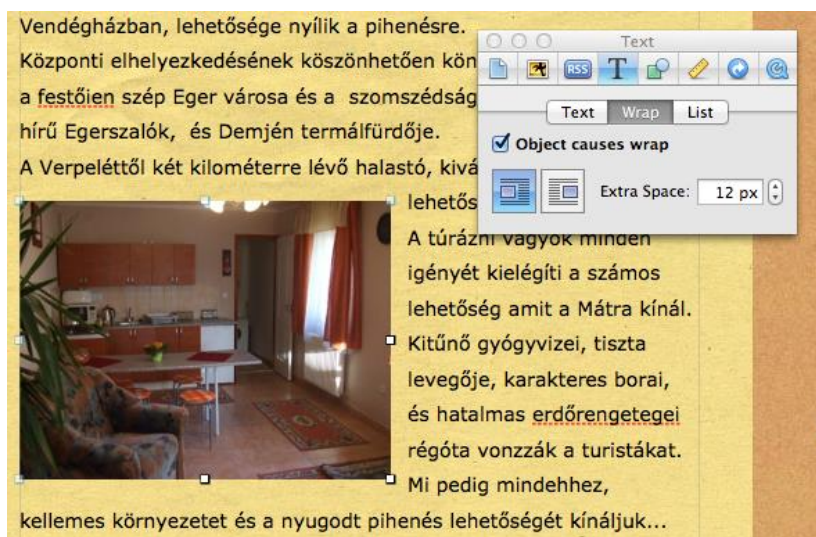 Vendégházban, lehetősége nyílik a pihenésre.
Központi elhelyezkedésének köszönhetően kön
a festőien szép Eger városa és a szomszédság
hírű Egerszalók, és Demjén termálfürdője.
A Verpeléttől két kilométerre lévő halastó, kivá
lehetős
A túrázni vágyók minden
igényét kielégíti a számos
lehetőség amit a Mátra kínál.
Kitűnő gyógyvizei, tiszta
levegője, karakteres borai,
és hatalmas erdőrengetegei
régóta vonzzák a turistákat.
Mi pedig mindehhez,
kellemes környezetet és a nyugodt pihenés lehetőségét kínáljuk...
Text
RSS T
Text Wrap List
Object causes wrap
Extra Space: 12 px